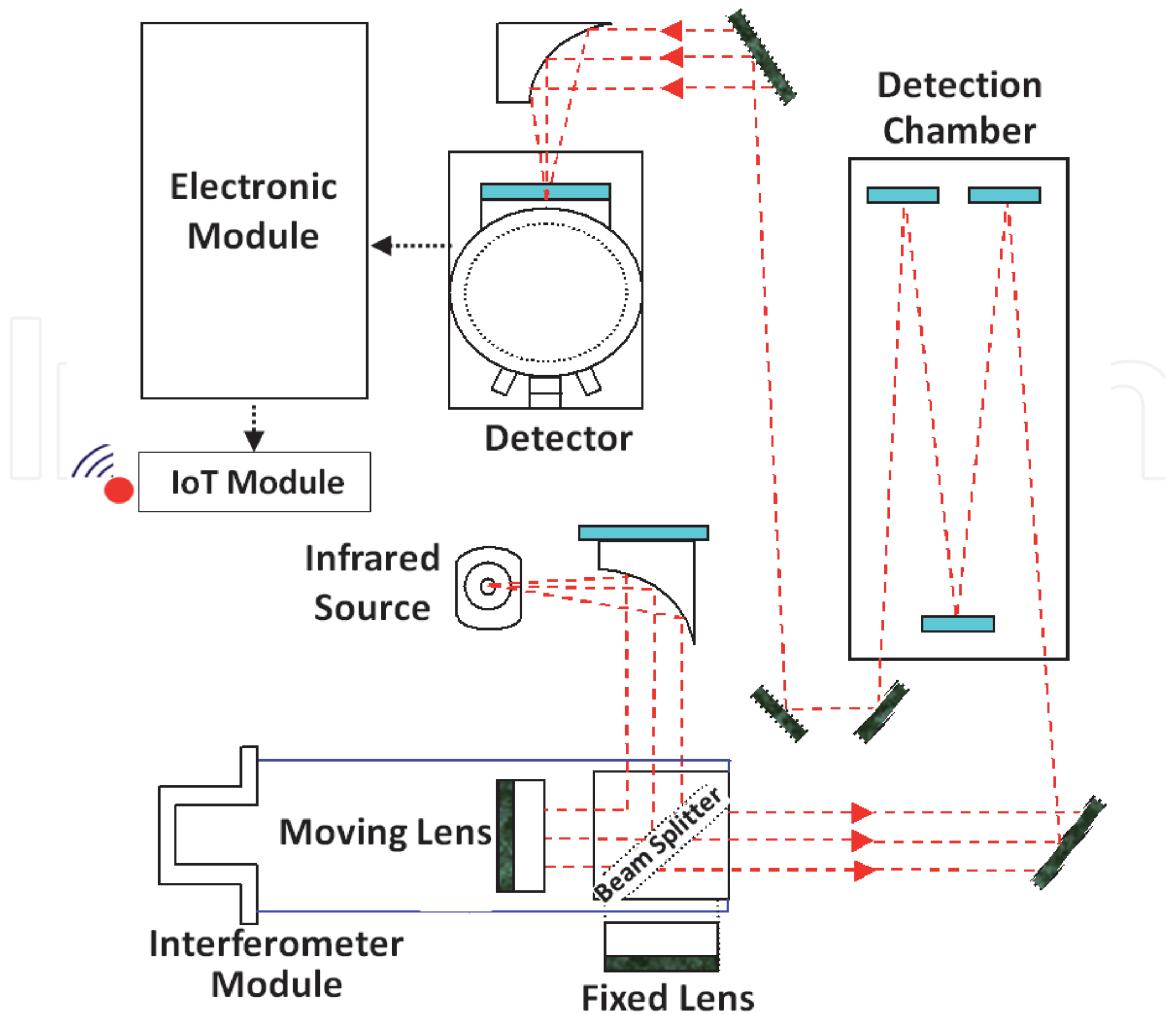 Detection
Chamber
Electronic
Module
Detector
IoT Module
Infrared
Source
Moving Lens
Beam Splitter
Interferometer
Module
Fixed Lens